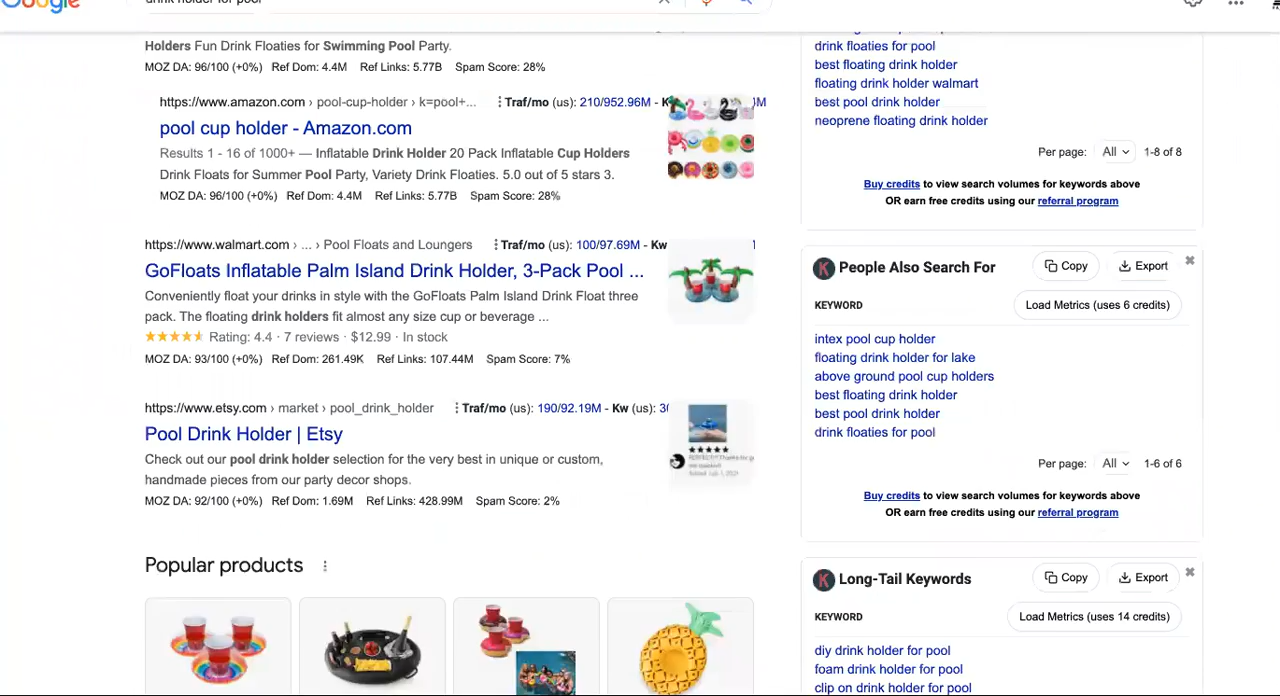 Google
drink holder for pool
Holders Fun Drink Floaties for Swimming Pool Party.
MOZ DA: 96/100 (+0%) Ref Dom: 4.4M Ref Links: 5.77B Spam Score: 28%
https://www.amazon.com › pool-cup-holder › k=pool+... Traf/mo (us): 210/952.96M - K
pool cup holder - Amazon.com
Results 1 - 16 of 1000+ — Inflatable Drink Holder 20 Pack Inflatable Cup Holders
Drink Floats for Summer Pool Party, Variety Drink Floaties. 5.0 out of 5 stars 3.
MOZ DA: 96/100 (+0%) Ref Dom: 4.4M Ref Links: 5.77B Spam Score: 28%
https://www.walmart.com › ... › Pool Floats and Loungers Traf/mo (us): 100/97.69M - Kw
GoFloats Inflatable Palm Island Drink Holder, 3-Pack Pool ...
Conveniently float your drinks in style with the GoFloats Palm Island Drink Float three
pack. The floating drink holders fit almost any size cup or beverage ...
Rating: 4.4 · 7 reviews · $12.99 · In stock
MOZ DA: 93/100 (+0%) Ref Dom: 261.49K Ref Links: 107.44M Spam Score: 7%
https://www.etsy.com › market › pool_drink_holder Traf/mo (us): 190/92.19M - Kw (us): 30
Pool Drink Holder | Etsy
Check out our pool drink holder selection for the very best in unique or custom,
handmade pieces from our party decor shops.
MOZ DA: 92/100 (+0%) Ref Dom: 1.69M Ref Links: 428.99M Spam Score: 2%
Popular products
drink floaties for pool
best floating drink holder
floating drink holder walmart
best pool drink holder
neoprene floating drink holder
Per page: All 1-8 of 8
Buy credits to view search volumes for keywords above
OR earn free credits using our referral program
K People Also Search For Copy Export
KEYWORD Load Metrics (uses 6 credits)
intex pool cup holder
floating drink holder for lake
above ground pool cup holders
best floating drink holder
best pool drink holder
drink floaties for pool
Per page: All 1-6 of 6
Buy credits to view search volumes for keywords above
OR earn free credits using our referral program
K Long-Tail Keywords Copy Export
KEYWORD Load Metrics (uses 14 credits)
diy drink holder for pool
foam drink holder for pool
clip on drink holder for pool